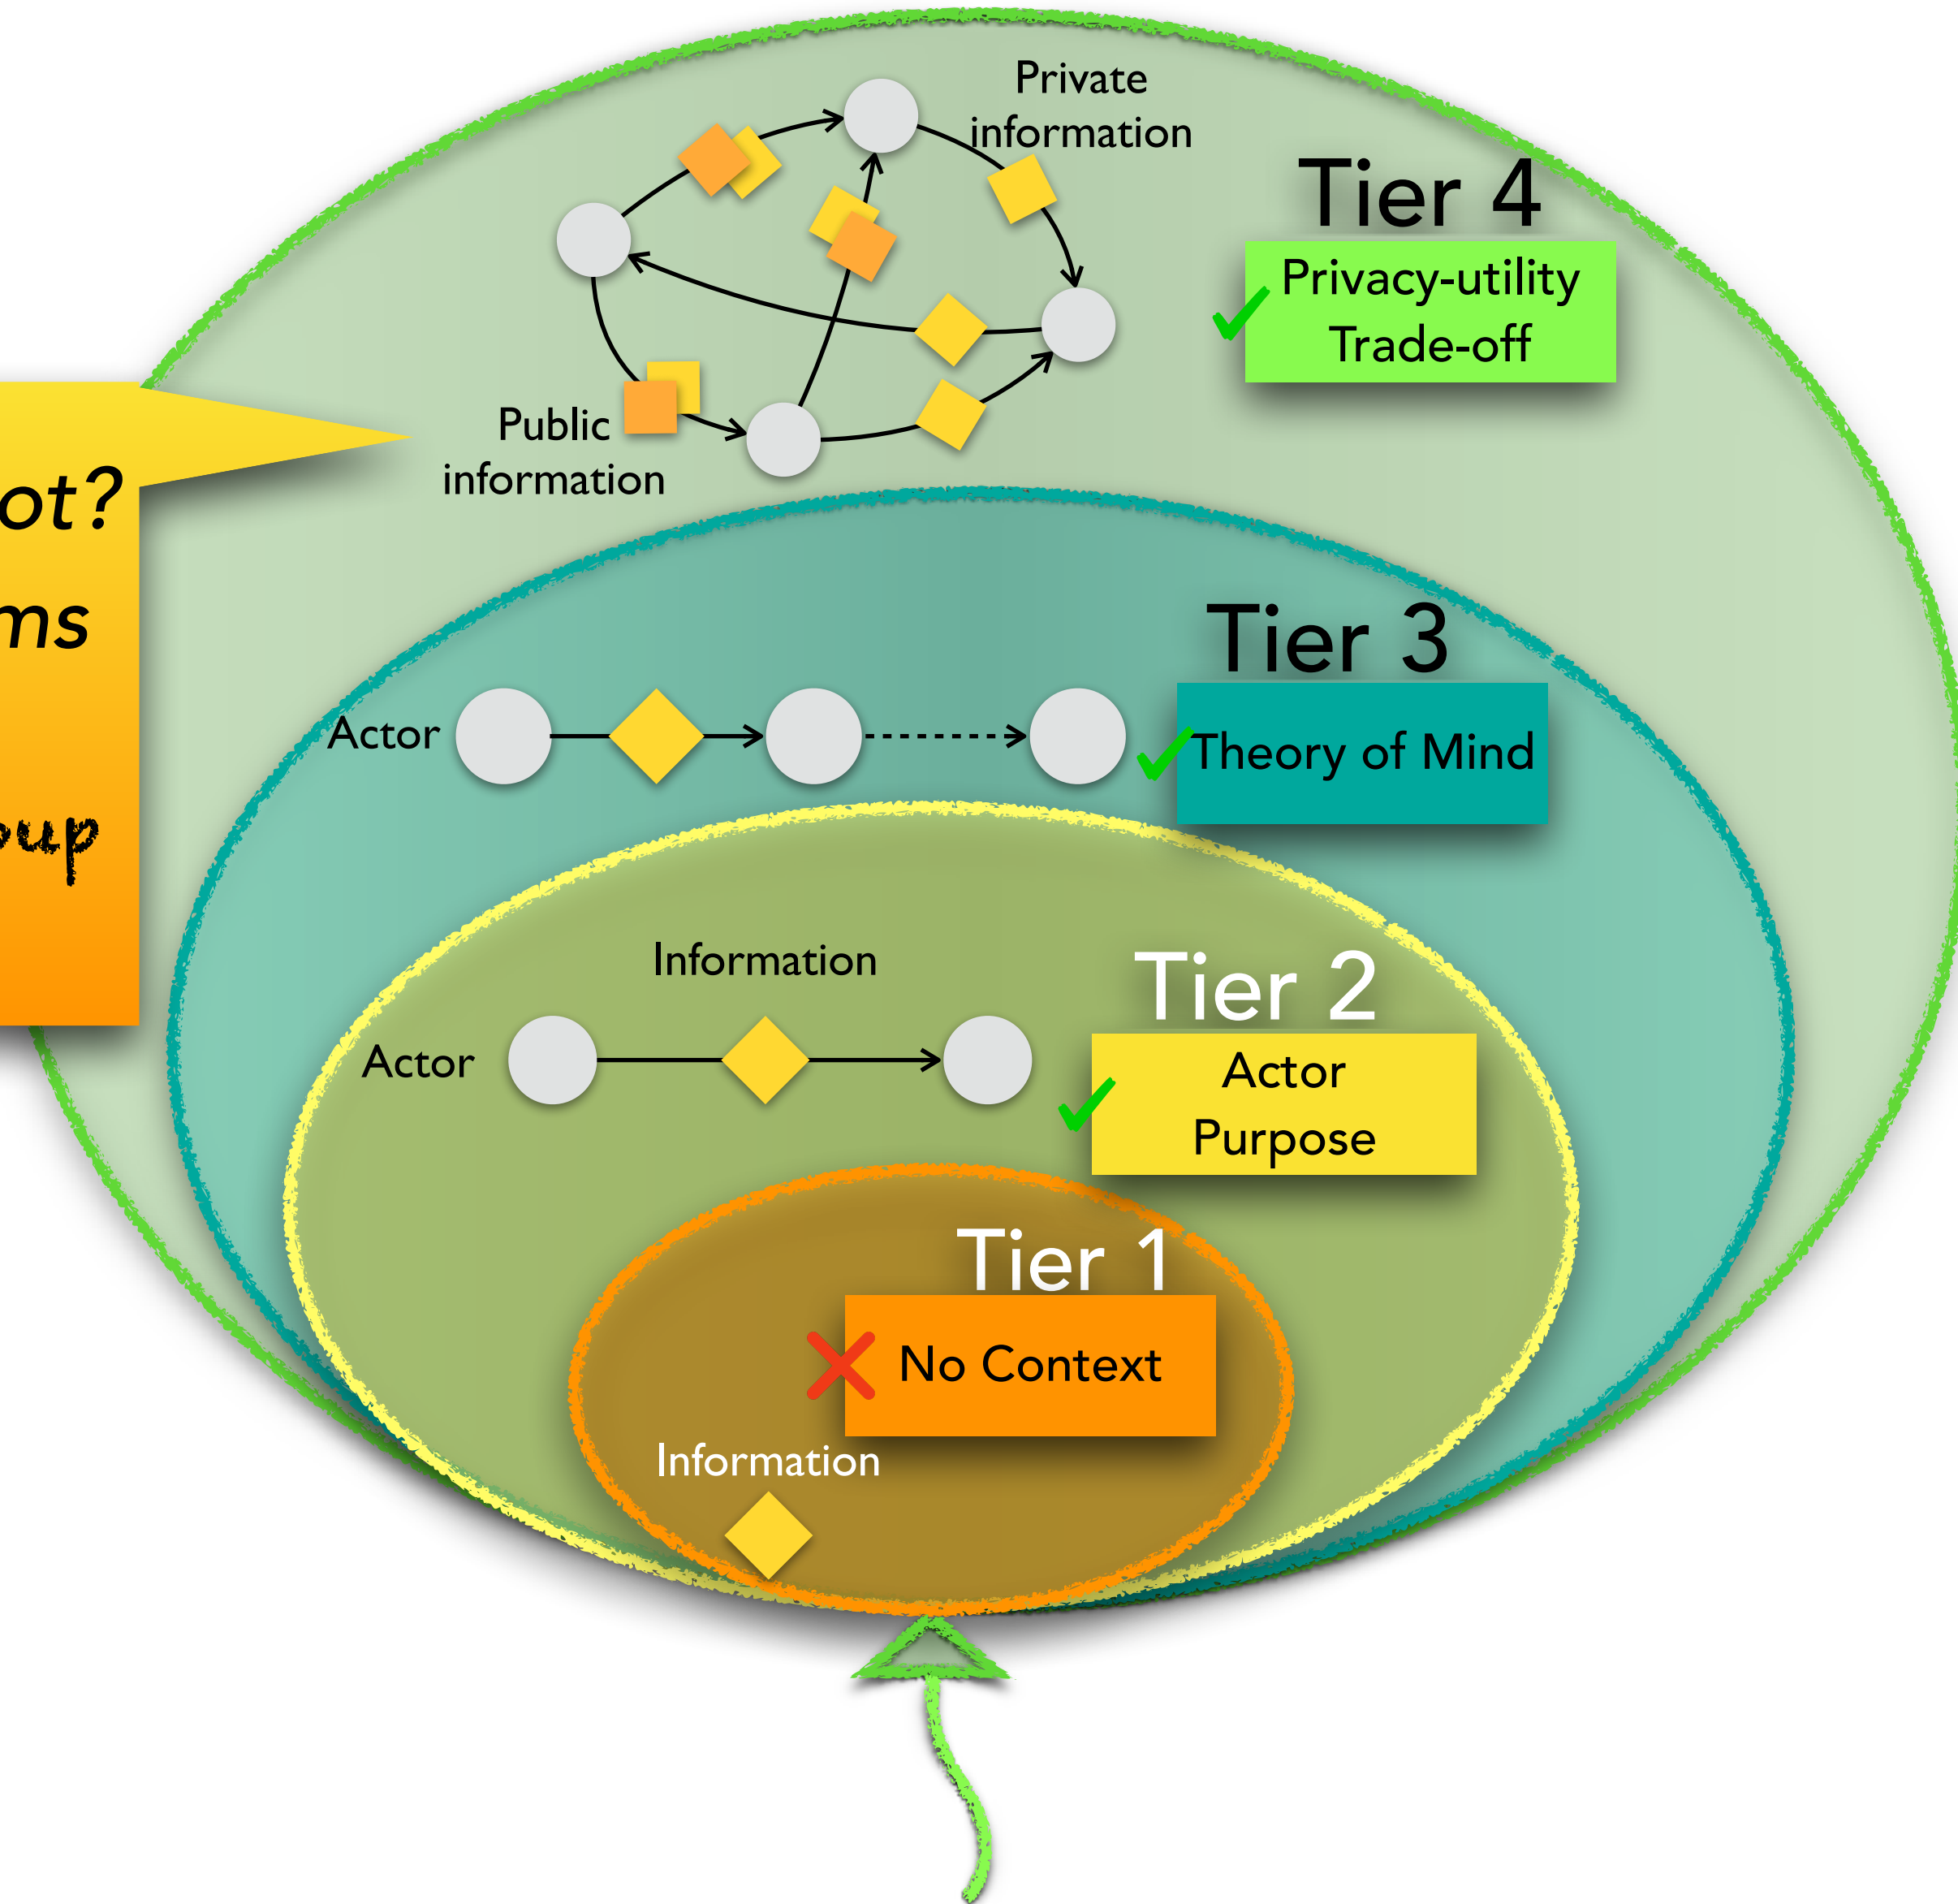 Private
information
Tier 4
Privacy-utility
Trade-off
Public
information
ot?
ms
oup
Tier 3
Actor
Theory of Mind
Information
Tier 2
Actor
Actor
Purpose
Tier 1
No Context
Information